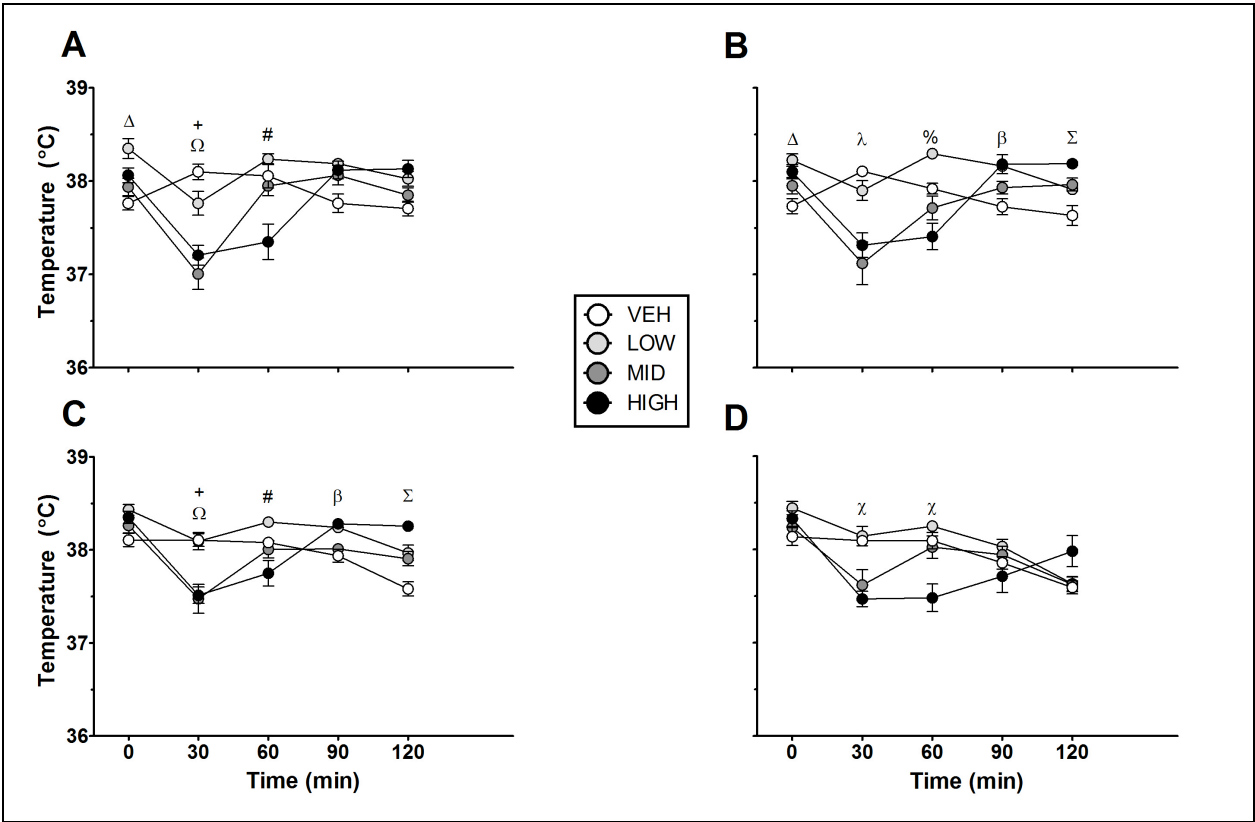 A
B
39
38
37
36
Temperature (°C)
Δ
+
Ω
#
Δ
λ
%
β
Σ
VEH
LOW
MID
HIGH
C
D
39
38
37
36
Temperature (°C)
+
Ω
#
β
Σ
χ
χ
0 30 60 90 120
Time (min)
0 30 60 90 120
Time (min)